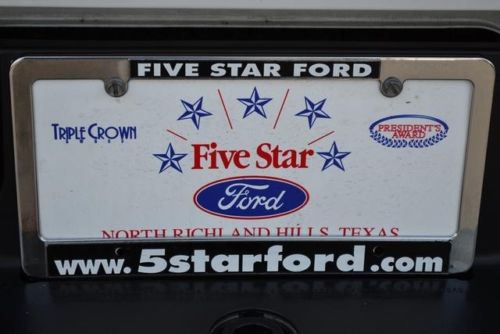 FIVE STAR FORD
TRIPLE CROWN
PRESIDENT'S
AWARD
Five Star
Ford
NORTH RICHLAND HILLS, TEXAS
www.5starford.com